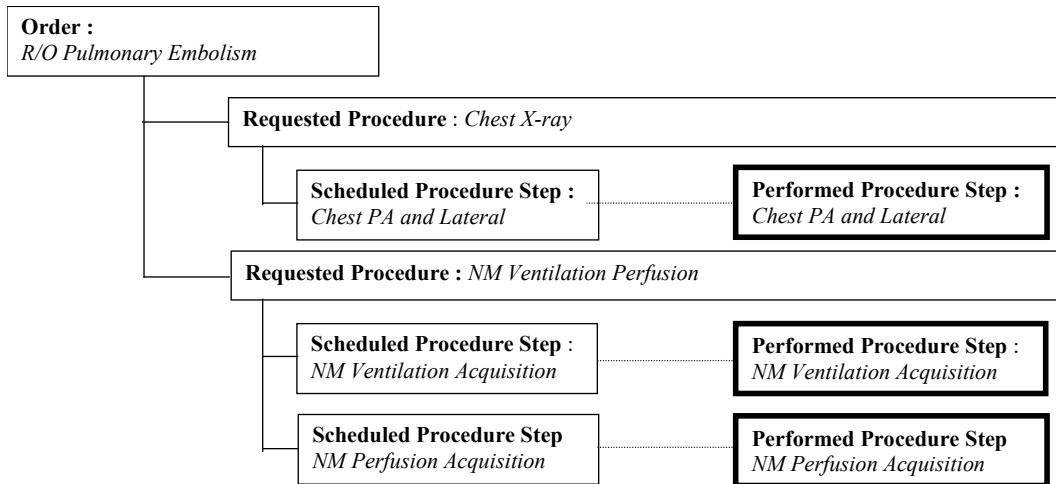 Order :
R/O Pulmonary Embolism
Requested Procedure : Chest X-ray
Scheduled Procedure Step :
Chest PA and Lateral
Performed Procedure Step :
Chest PA and Lateral
Requested Procedure : NM Ventilation Perfusion
Scheduled Procedure Step :
NM Ventilation Acquisition
Performed Procedure Step :
NM Ventilation Acquisition
Scheduled Procedure Step
NM Perfusion Acquisition
Performed Procedure Step
NM Perfusion Acquisition